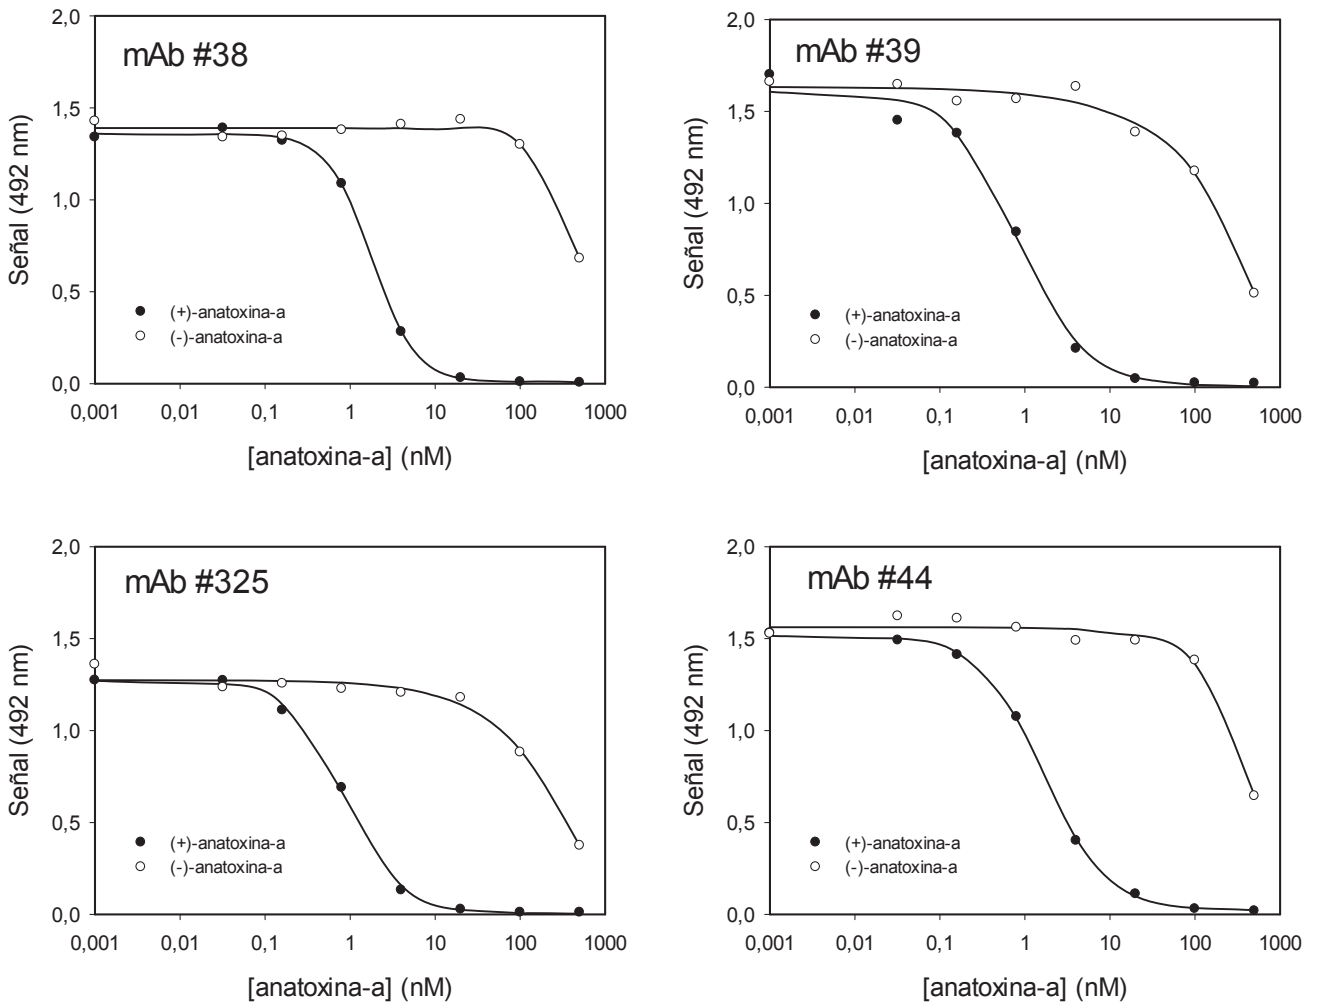 mAb #38
2,0
1,5
1,0
0,5
0,0
Señal (492 nm)
(+)-anatoxina-a
(-)-anatoxina-a
0,001 0,01 0,1 1 10 100 1000
[anatoxina-a] (nM)
mAb #39
2,0
1,5
1,0
0,5
0,0
Señal (492 nm)
(+)-anatoxina-a
(-)-anatoxina-a
0,001 0,01 0,1 1 10 100 1000
[anatoxina-a] (nM)
mAb #325
2,0
1,5
1,0
0,5
0,0
Señal (492 nm)
(+)-anatoxina-a
(-)-anatoxina-a
0,001 0,01 0,1 1 10 100 1000
[anatoxina-a] (nM)
mAb #44
2,0
1,5
1,0
0,5
0,0
Señal (492 nm)
(+)-anatoxina-a
(-)-anatoxina-a
0,001 0,01 0,1 1 10 100 1000
[anatoxina-a] (nM)